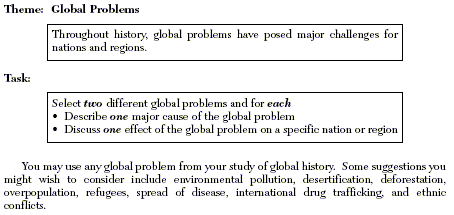 Theme: Global Problems
Throughout history, global problems have posed major challenges for
nations and regions.
Task:
Select two different global problems and for each
• Describe one major cause of the global problem
• Discuss one effect of the global problem on a specific nation or region
You may use any global problem from your study of global history. Some suggestions you
might wish to consider include environmental pollution, desertification, deforestation,
overpopulation, refugees, spread of disease, international drug trafficking, and ethnic
conflicts.